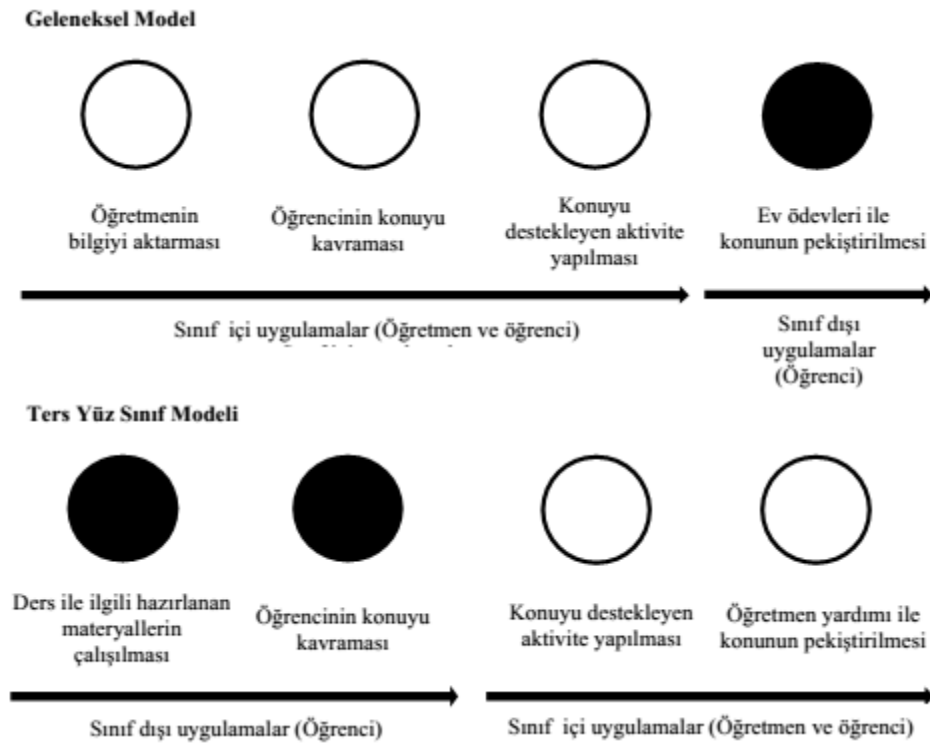 Geleneksel Model
Öğretmenin
bilgiyi aktarması
Öğrencinin konuyu
kavraması
Konuyu
destekleyen aktivite
yapılması
Ev ödevleri ile
konunun pekiştirilmesi
Sınıf içi uygulamalar (Öğretmen ve öğrenci)
Sınıf dışı
uygulamalar
(Öğrenci)
Ters Yüz Sınıf Modeli
Ders ile ilgili hazırlanan
materyallerin
çalışılması
Öğrencinin konuyu
kavraması
Konuyu destekleyen
aktivite yapılması
Öğretmen yardımı ile
konunun pekiştirilmesi
Sınıf dışı uygulamalar (Öğrenci)
Sınıf içi uygulamalar (Öğretmen ve öğrenci)